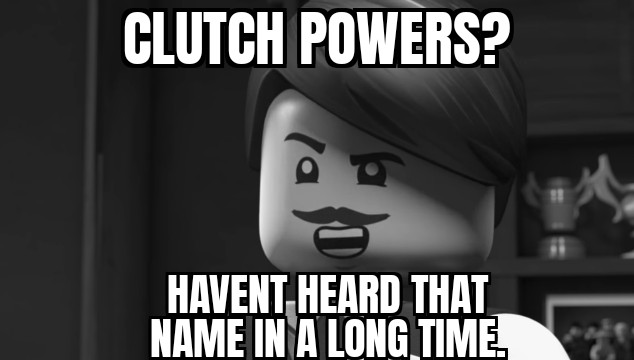 CLUTCH POWERS?
HAVENT HEARD THAT
NAME IN A LONG TIME.